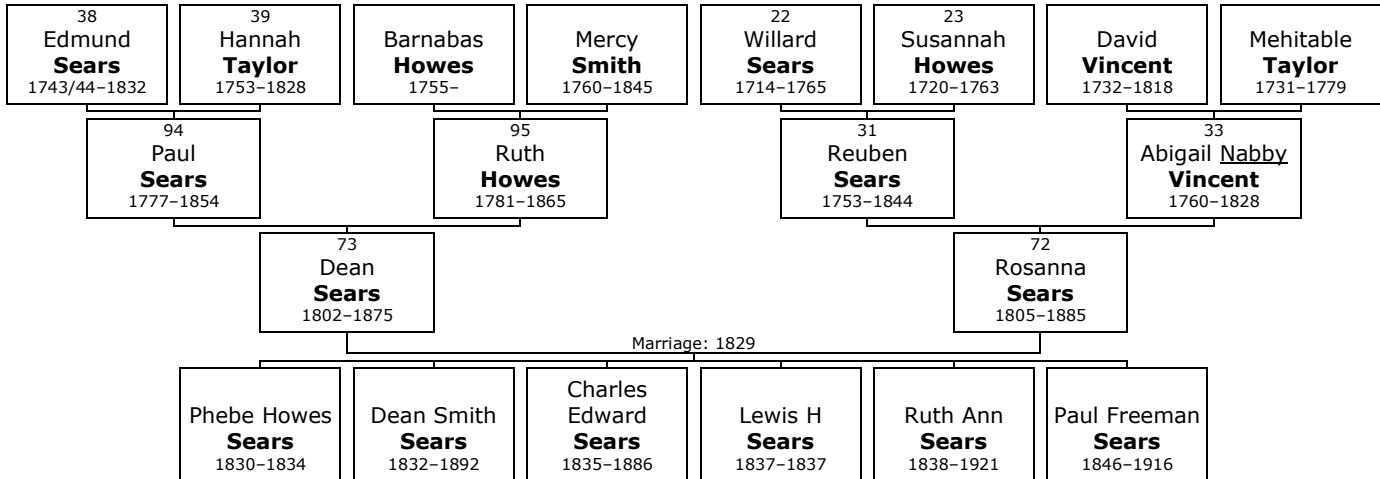 38
Edmund
Sears
1743/44–1832
39
Hannah
Taylor
1753–1828
Barnabas
Howes
1755–
Mercy
Smith
1760–1845
22
Willard
Sears
1714–1765
23
Susannah
Howes
1720–1763
David
Vincent
1732–1818
Mehitable
Taylor
1731–1779
94
Paul
Sears
1777–1854
95
Ruth
Howes
1781–1865
31
Reuben
Sears
1753–1844
33
Abigail Nabby
Vincent
1760–1828
73
Dean
Sears
1802–1875
72
Rosanna
Sears
1805–1885
Marriage: 1829
Phebe Howes
Sears
1830–1834
Dean Smith
Sears
1832–1892
Charles
Edward
Sears
1835–1886
Lewis H
Sears
1837–1837
Ruth Ann
Sears
1838–1921
Paul Freeman
Sears
1846–1916